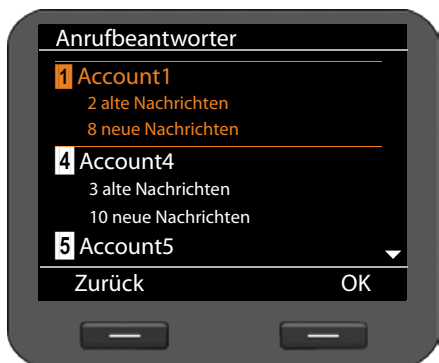 Anrufbeantworter
1 Account1
2 alte Nachrichten
8 neue Nachrichten
4 Account4
3 alte Nachrichten
10 neue Nachrichten
5 Account5
Zurück OK